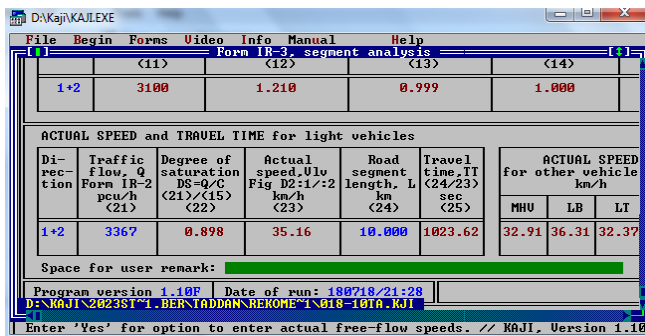 D:\Kaji\KAJI.EXE
File Begin Forms Video Info Manual Help
Form IR-3, segment analysis
(11) (12) (13) (14)
1+2 3100 1.210 0.999 1.000
ACTUAL SPEED and TRAVEL TIME for light vehicles
Di- Traffic Degree of Actual Road Travel ACTUAL SPEED
rec- flow, Q saturation speed,Vlv segment time,TT for other vehicle
tion Form IR-2 DS=Q/C Fig D2:1/:2 length, L (24/23) km/h
pcu/h (21)/(15) km/h km sec
(21) (22) (23) (24) (25) MHV LB LT
1+2 3367 0.898 35.16 10.000 1023.62 32.91 36.31 32.37
Space for user remark:
Program version 1.10F Date of run: 180718/21:28
D:\KAJI\2023ST~1.BER\TADDAN\REKOME~1\018-10TA.KJI
Enter 'Yes' for option to enter actual free-flow speeds. // KAJI, Version 1.10